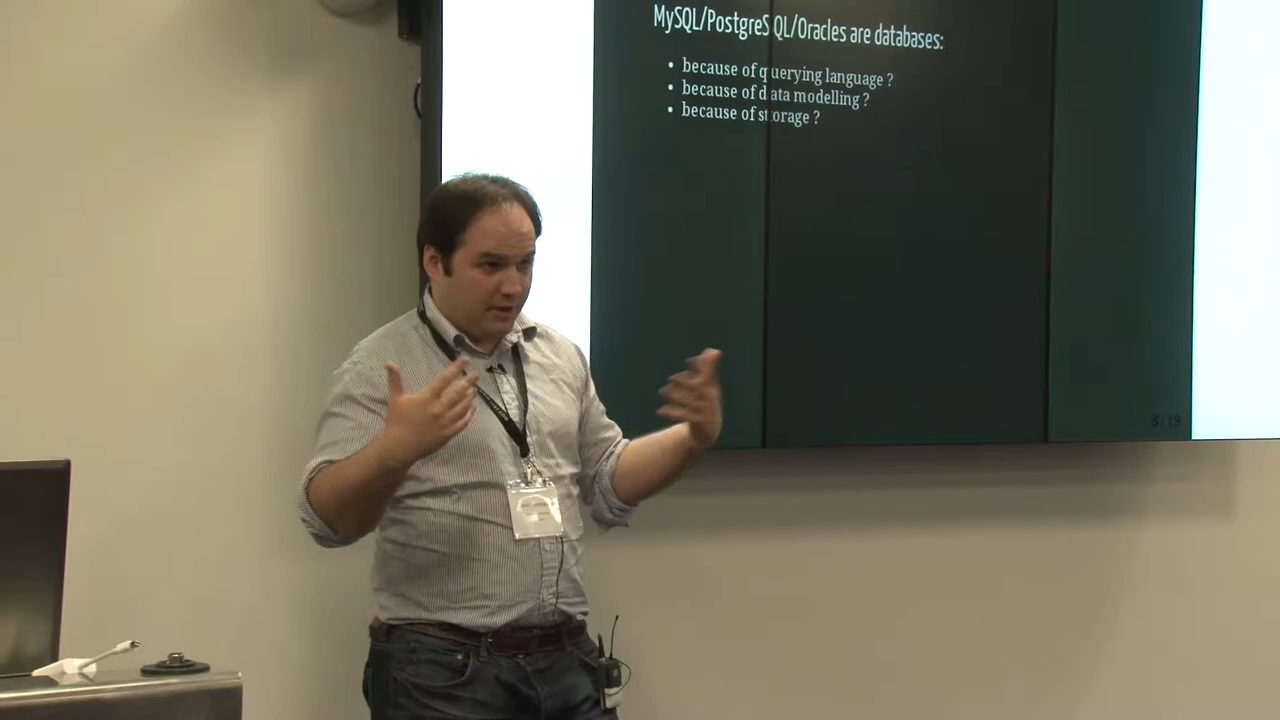 MySQL/PostgreSQL/Oracles are databases:
• because of querying language ?
• because of data modelling ?
• because of storage ?
8/19